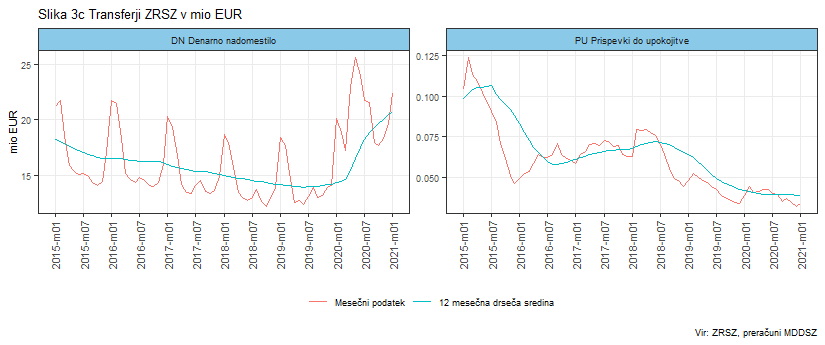 Slika 3c Transferji ZRSZ v mio EUR
DN Denarno nadomestilo
PU Prispevki do upokojitve
mio EUR
25
20
15
0.125
0.100
0.075
0.050
2015-m01
2015-m07
2016-m01
2016-m07
2017-m01
2017-m07
2018-m01
2018-m07
2019-m01
2019-m07
2020-m01
2020-m07
2021-m01
2015-m01
2015-m07
2016-m01
2016-m07
2017-m01
2017-m07
2018-m01
2018-m07
2019-m01
2019-m07
2020-m01
2020-m07
2021-m01
Mesečni podatek
12 mesečna drseča sredina
Vir: ZRSZ, preračuni MDDSZ